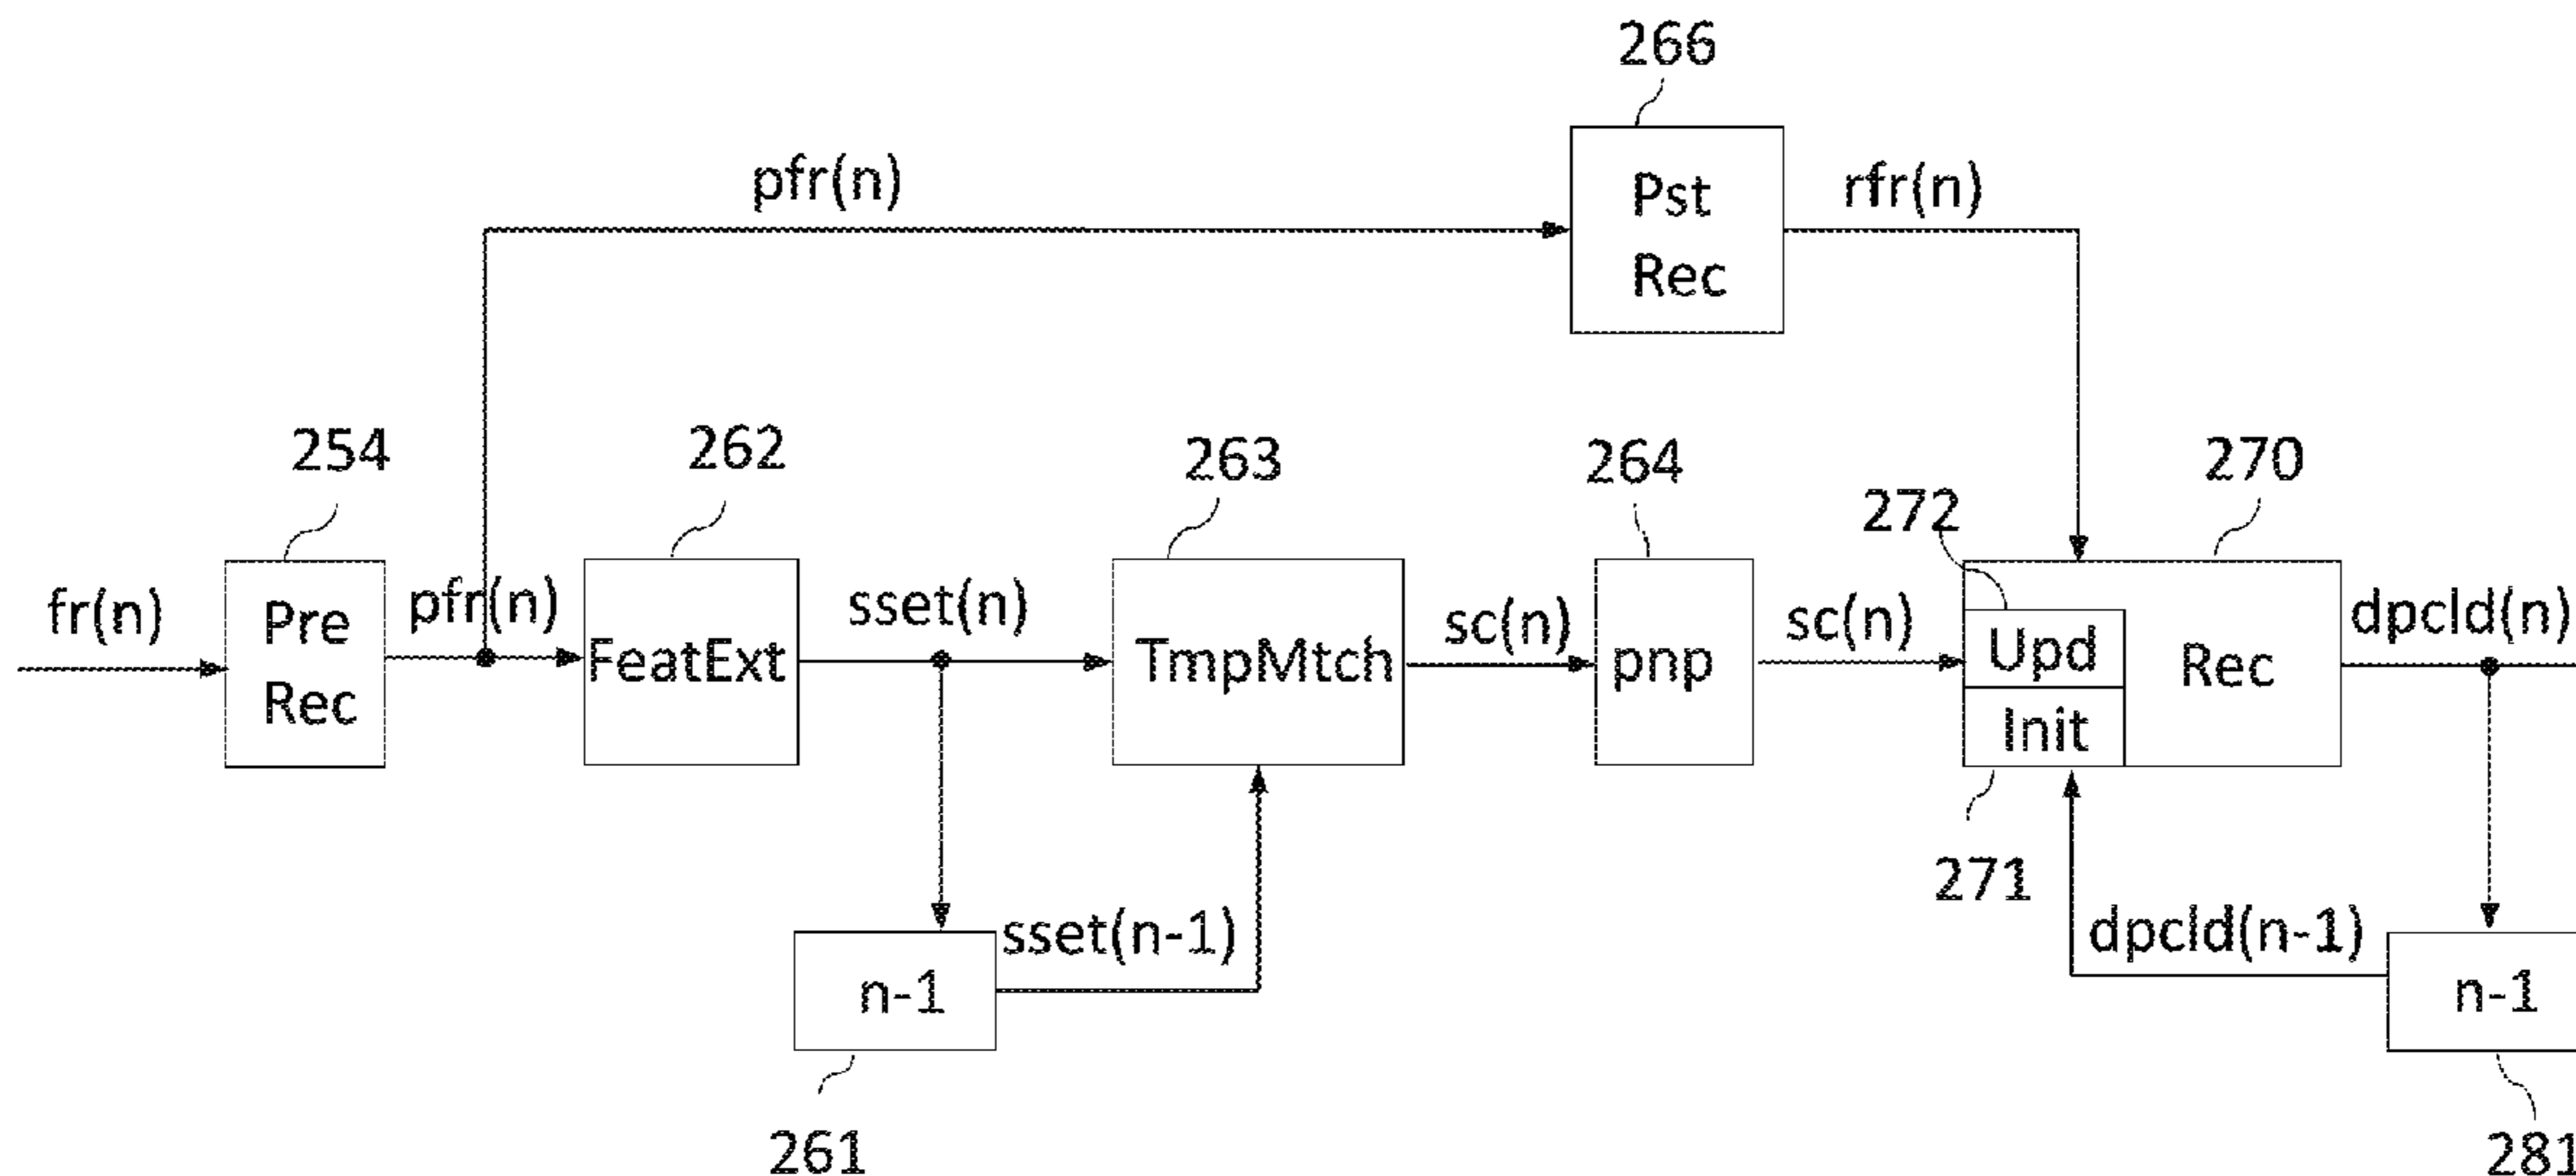 266
pfr(n)
Pst
Rec
rfr(n)
254
262
263
264
272
270
fr(n)
Pre
Rec
pfr(n)
FeatExt
sset(n)
TmpMtch
sc(n)
pnp
sc(n)
Upd
Init
Rec
dpcld(n)
271
n-1
sset(n-1)
dpcld(n-1)
n-1
261
281